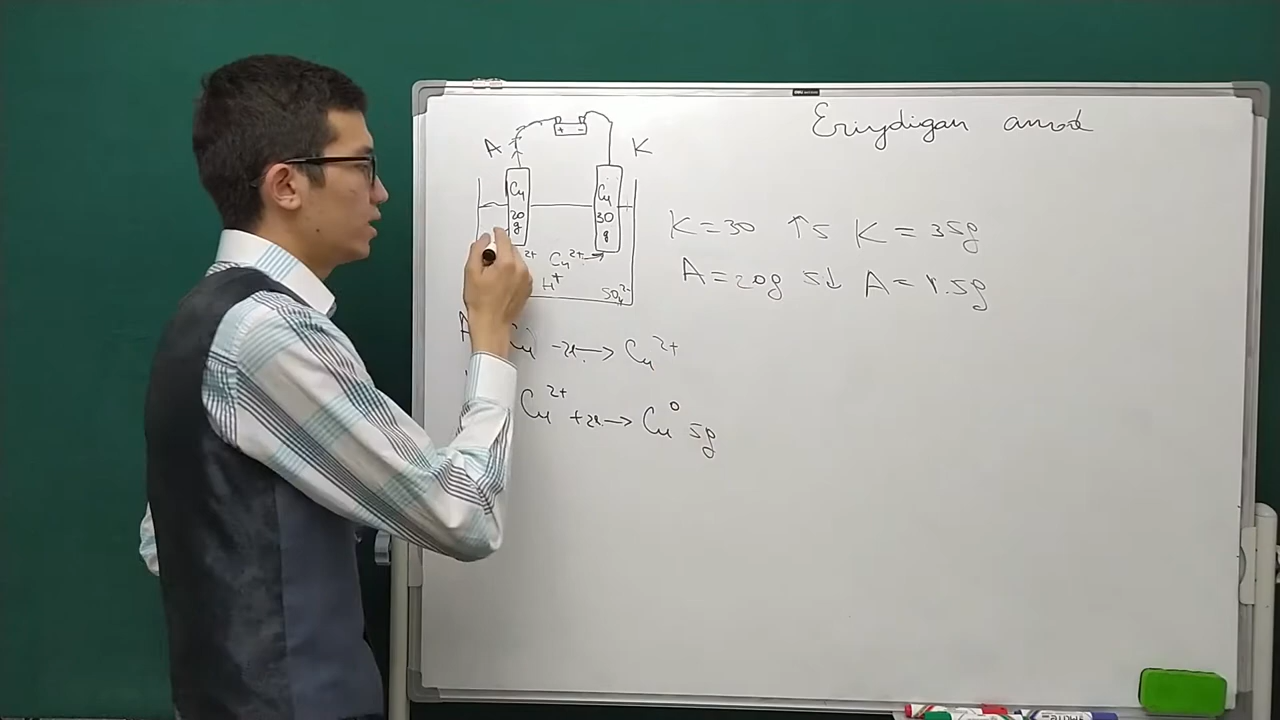 Eriydigan anod
A
+ -
K
Cu
20
g
Cu
30
g
2+ Cu²⁺ →
H⁺
SO₄²⁻
K = 30 ↑5 K = 35g
A = 20g 5↓ A = 15g
A
Cu -2e → Cu²⁺
Cu²⁺ +2e → Cu⁰ 5g